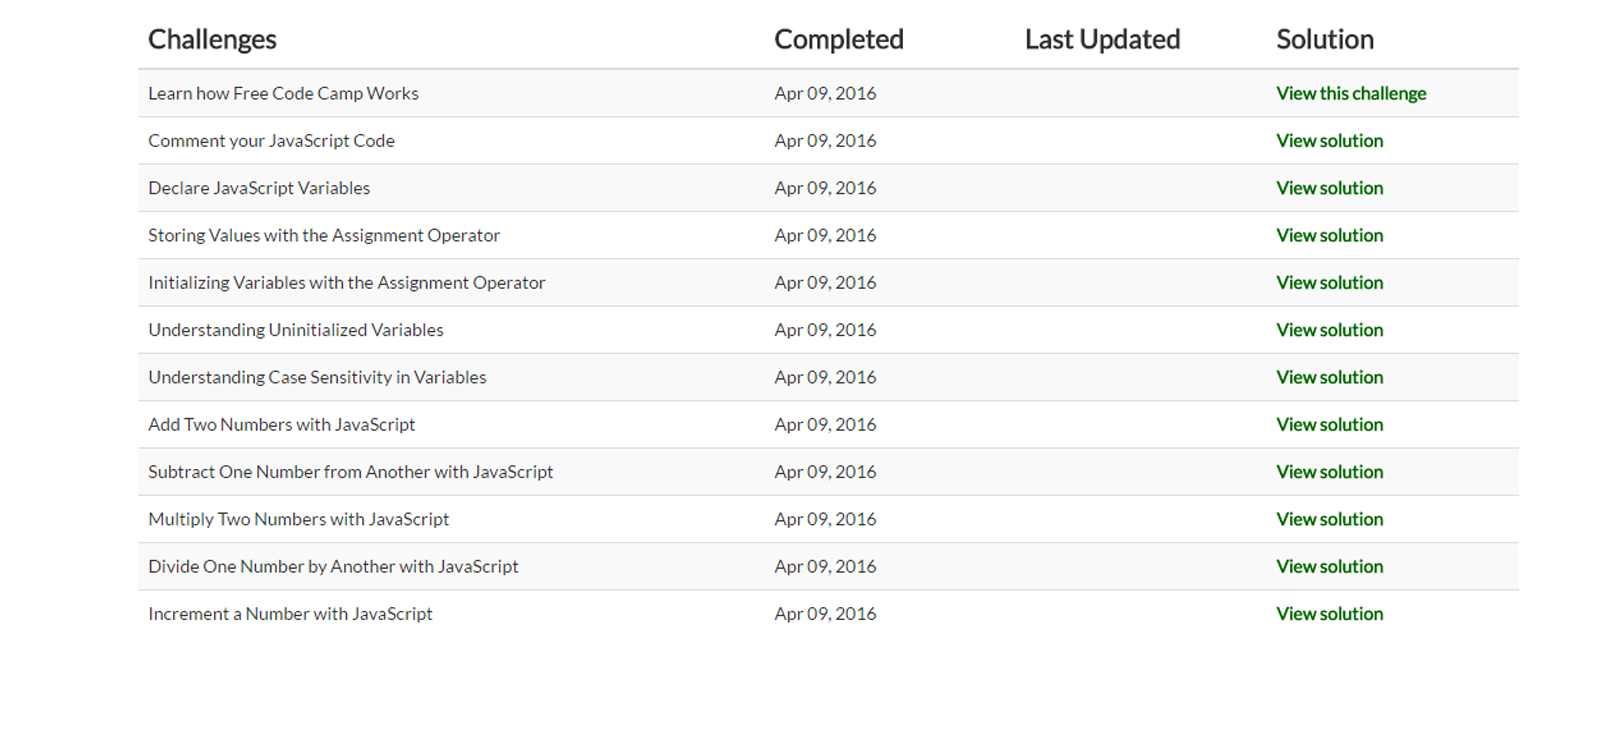 Challenges Completed Last Updated Solution
Learn how Free Code Camp Works Apr 09, 2016 View this challenge
Comment your JavaScript Code Apr 09, 2016 View solution
Declare JavaScript Variables Apr 09, 2016 View solution
Storing Values with the Assignment Operator Apr 09, 2016 View solution
Initializing Variables with the Assignment Operator Apr 09, 2016 View solution
Understanding Uninitialized Variables Apr 09, 2016 View solution
Understanding Case Sensitivity in Variables Apr 09, 2016 View solution
Add Two Numbers with JavaScript Apr 09, 2016 View solution
Subtract One Number from Another with JavaScript Apr 09, 2016 View solution
Multiply Two Numbers with JavaScript Apr 09, 2016 View solution
Divide One Number by Another with JavaScript Apr 09, 2016 View solution
Increment a Number with JavaScript Apr 09, 2016 View solution